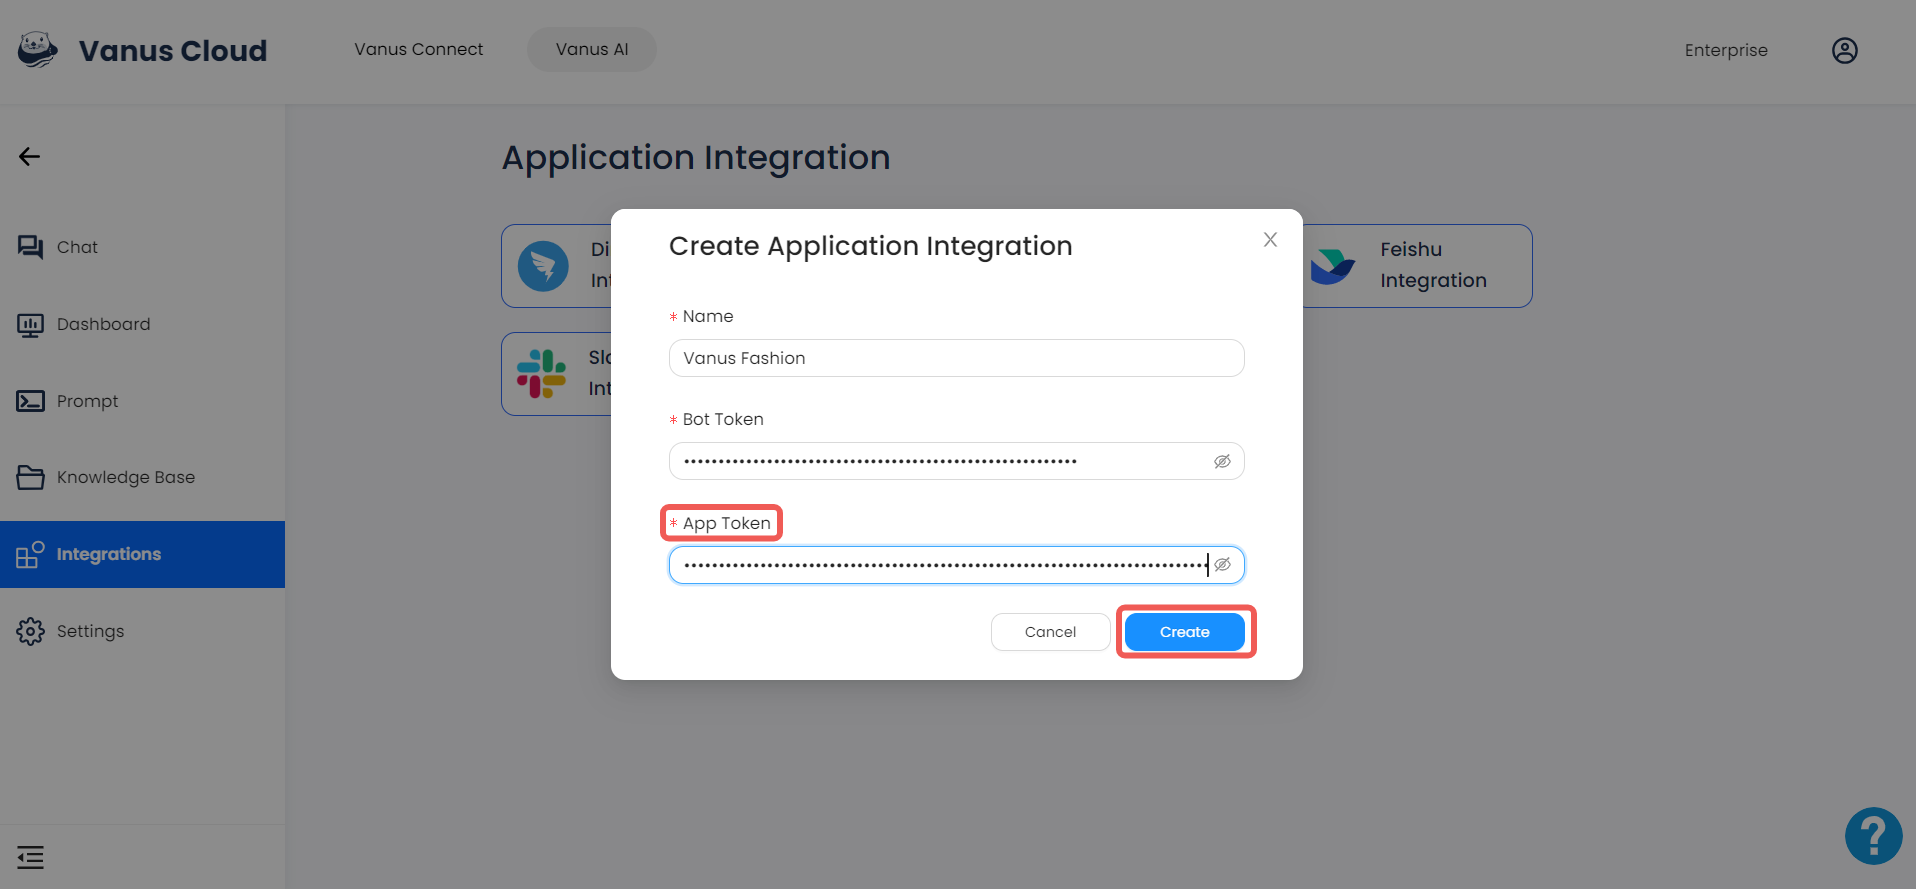 Vanus Cloud
Vanus Connect
Vanus AI
Enterprise
Chat
Dashboard
Prompt
Knowledge Base
Integrations
Settings
Application Integration
Di
Int
Feishu
Integration
Slo
Int
Create Application Integration
* Name
Vanus Fashion
* Bot Token
* App Token
Cancel
Create
?